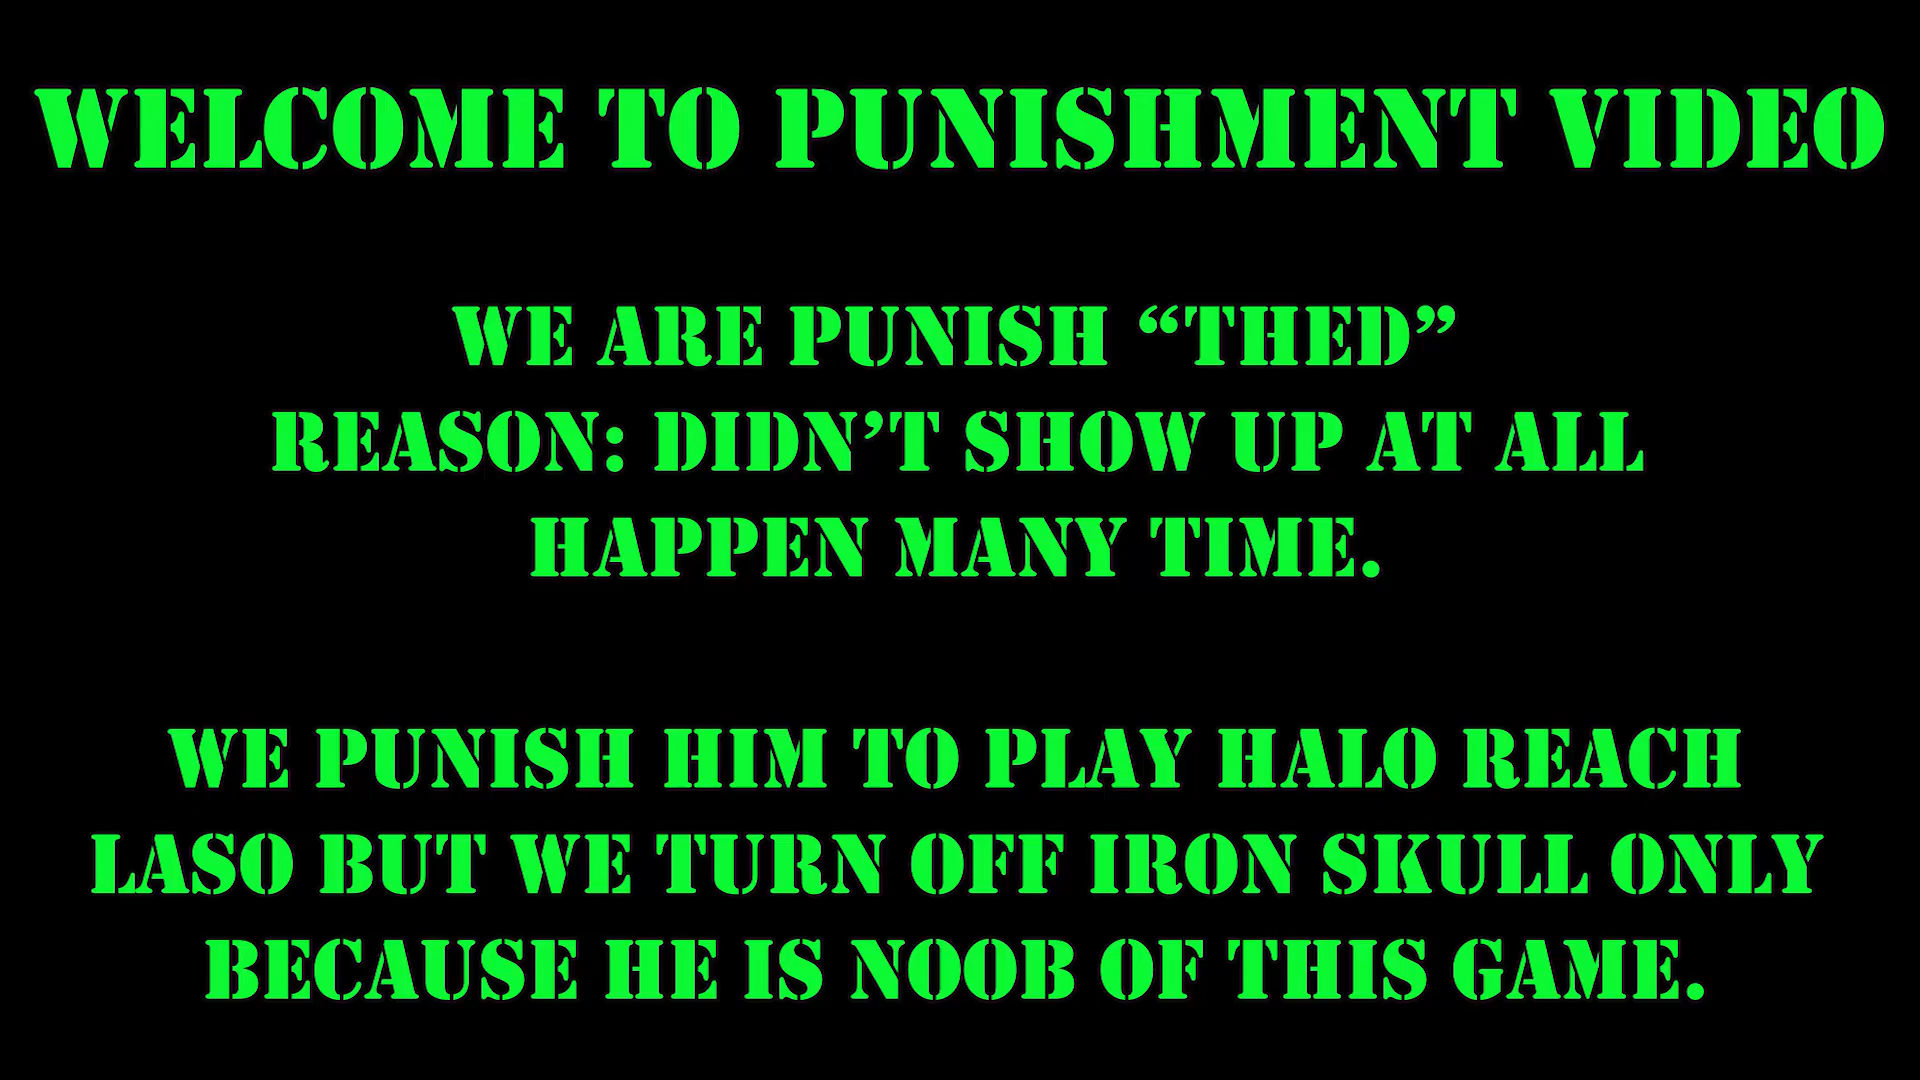 WELCOME TO PUNISHMENT VIDEO
WE ARE PUNISH “THED”
REASON: DIDN’T SHOW UP AT ALL
HAPPEN MANY TIME.
WE PUNISH HIM TO PLAY HALO REACH
LASO BUT WE TURN OFF IRON SKULL ONLY
BECAUSE HE IS NOOB OF THIS GAME.